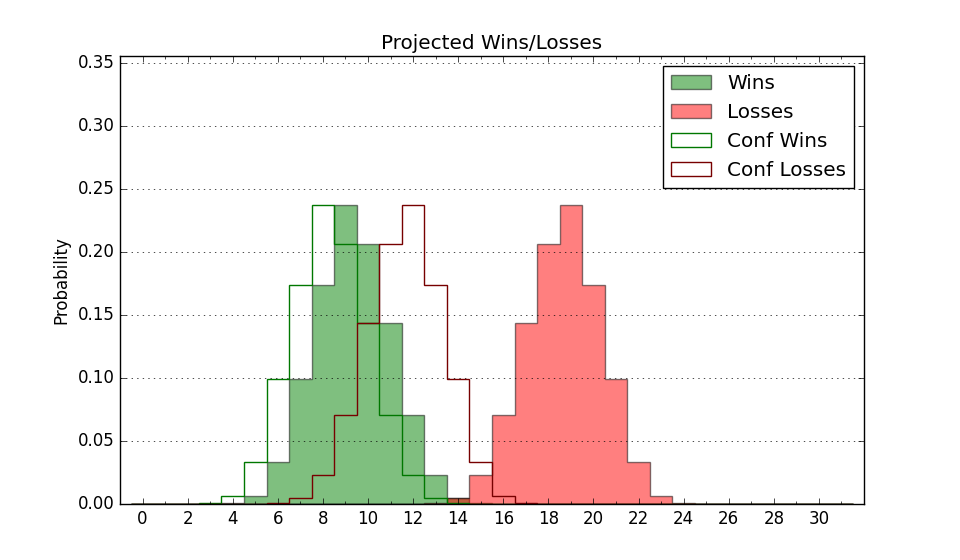 Projected Wins/Losses
0.35
0.30
0.25
0.20
0.15
0.10
0.05
0.00
Probability
Wins
Losses
Conf Wins
Conf Losses
0 2 4 6 8 10 12 14 16 18 20 22 24 26 28 30